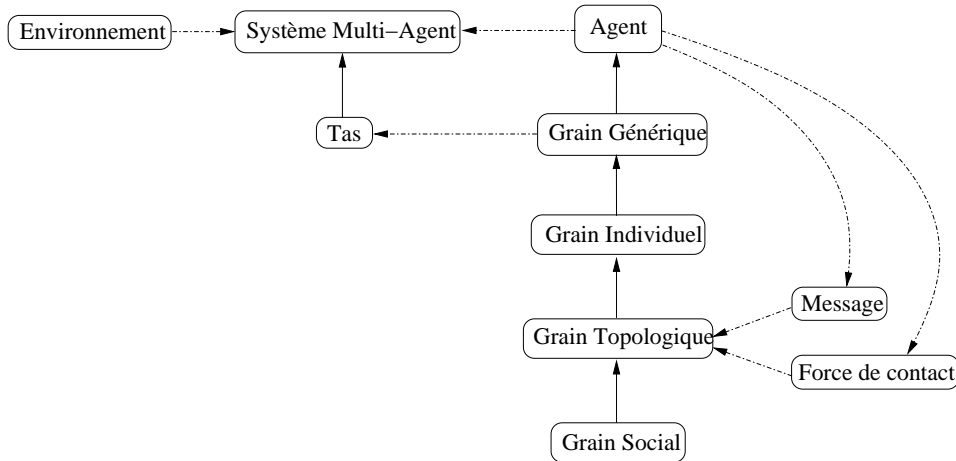 Environnement
Système Multi−Agent
Agent
Tas
Grain Générique
Grain Individuel
Message
Grain Topologique
Force de contact
Grain Social